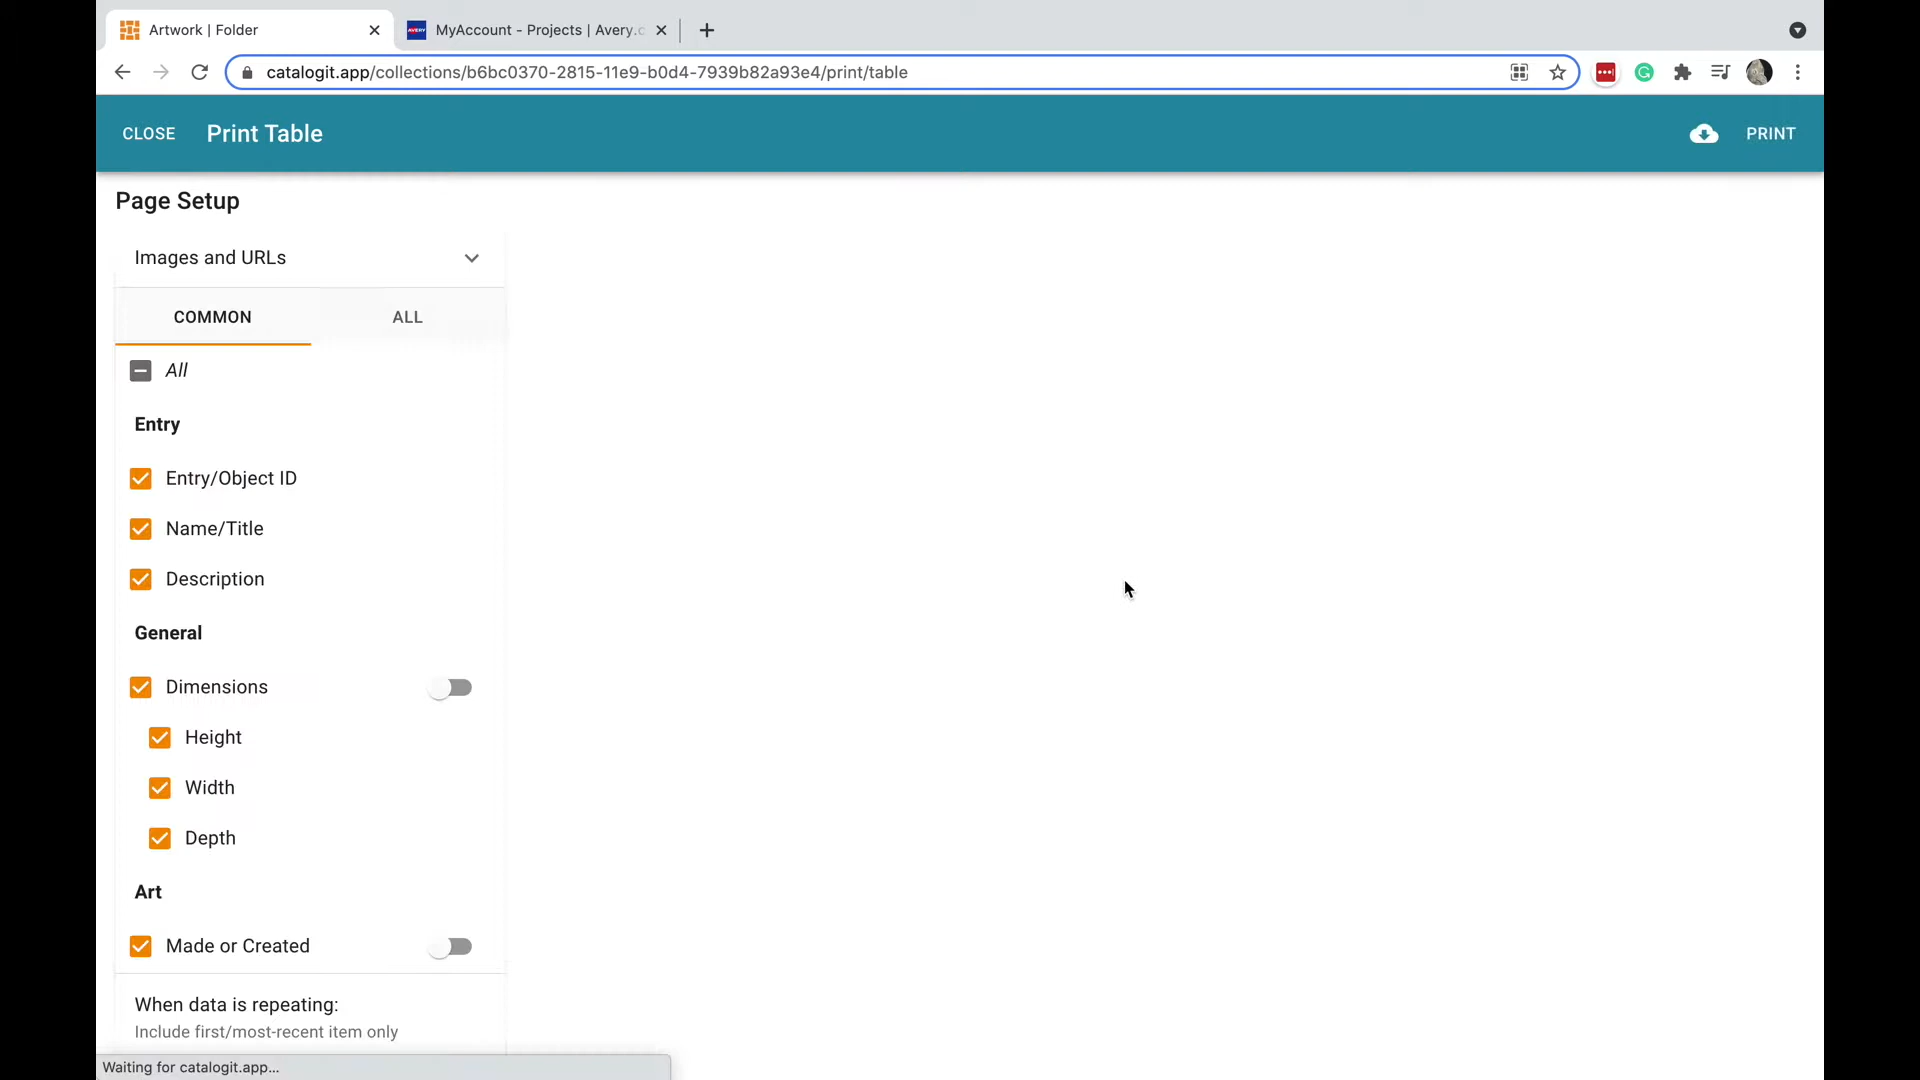 Artwork | Folder
MyAccount - Projects | Avery.c
catalogit.app/collections/b6bc0370-2815-11e9-b0d4-7939b82a93e4/print/table
CLOSE
Print Table
PRINT
Page Setup
Images and URLs
COMMON
ALL
All
Entry
Entry/Object ID
Name/Title
Description
General
Dimensions
Height
Width
Depth
Art
Made or Created
When data is repeating:
Include first/most-recent item only
Waiting for catalogit.app...